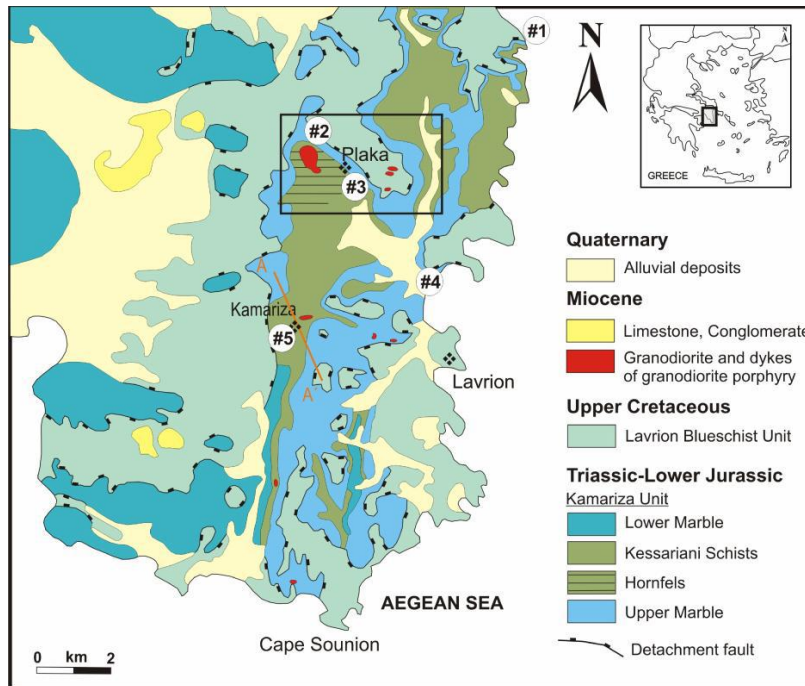 #1
N
N
#2
Plaka
#3
GREECE
#4
A
Kamariza
#5
A
Lavrion
Quaternary
Alluvial deposits
Miocene
Limestone, Conglomerate
Granodiorite and dykes
of granodiorite porphyry
Upper Cretaceous
Lavrion Blueschist Unit
Triassic-Lower Jurassic
Kamariza Unit
Lower Marble
Kessariani Schists
Hornfels
Upper Marble
Detachment fault
AEGEAN SEA
Cape Sounion
0 km 2